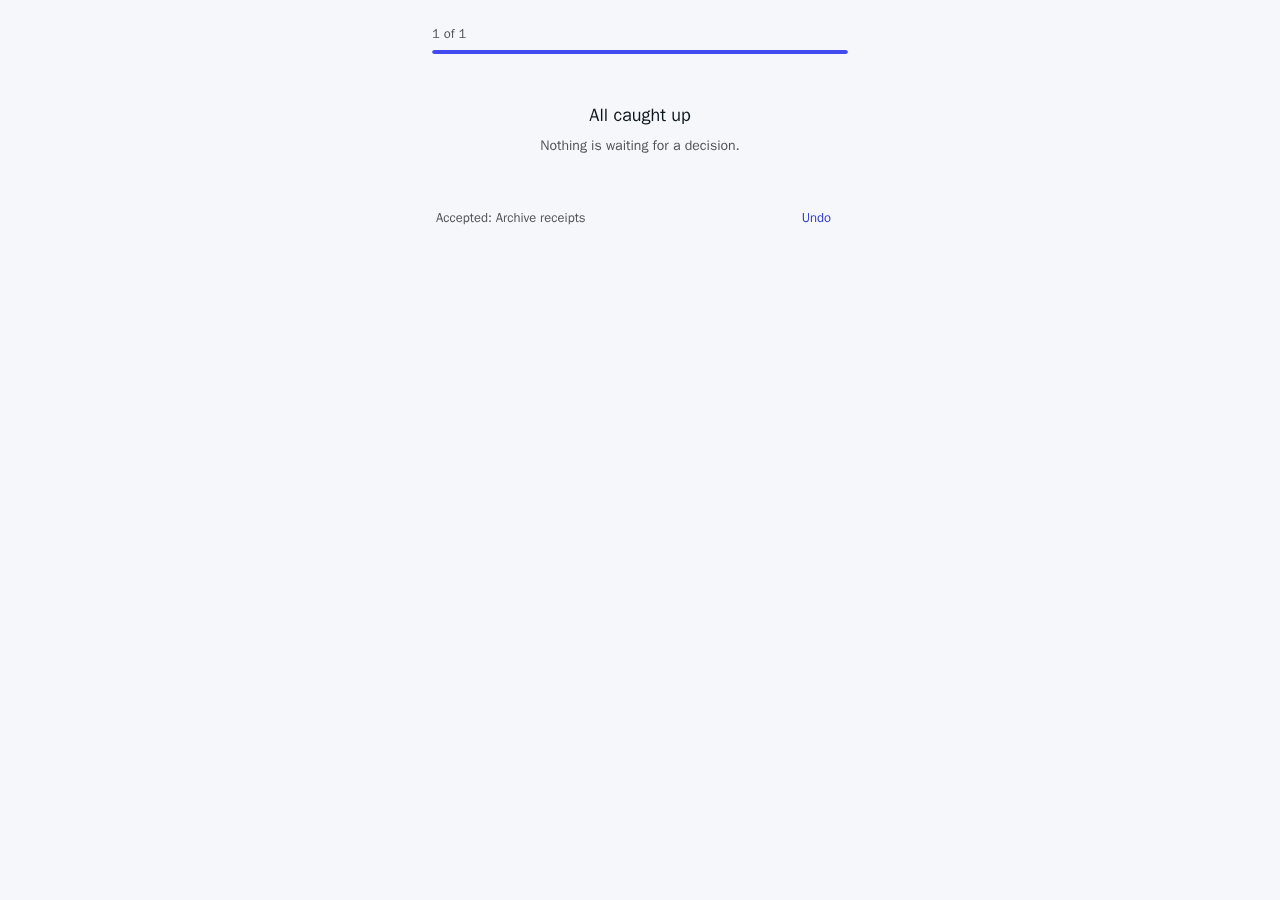 1 of 1
All caught up
Nothing is waiting for a decision.
Accepted: Archive receipts Undo